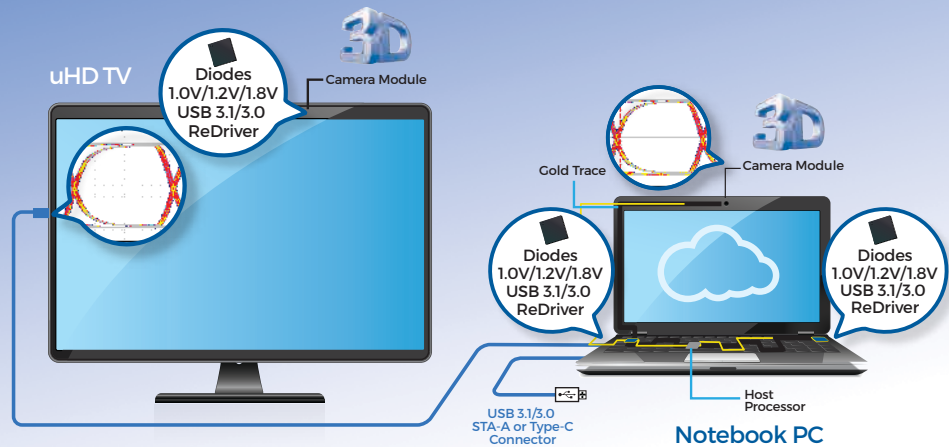 3D
uHD TV
Diodes
1.0V/1.2V/1.8V
USB 3.1/3.0
ReDriver
Camera Module
3D
Camera Module
Gold Trace
Diodes
1.0V/1.2V/1.8V
USB 3.1/3.0
ReDriver
Diodes
1.0V/1.2V/1.8V
USB 3.1/3.0
ReDriver
USB 3.1/3.0
STA-A or Type-C
Connector
Host
Processor
Notebook PC